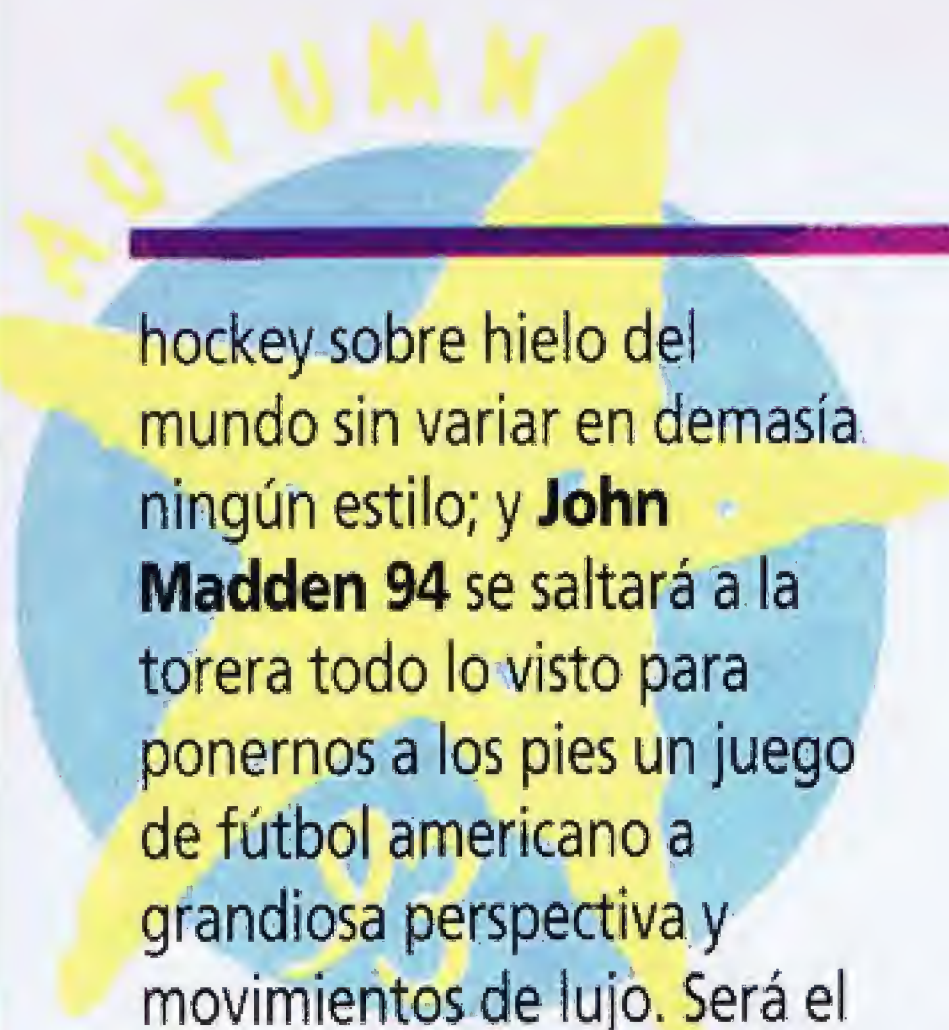 AUTUMN
hockey sobre hielo del
mundo sin variar en demasía
ningún estilo; y John
Madden 94 se saltará a la
torera todo lo visto para
ponernos a los pies un juego
de fútbol americano a
grandiosa perspectiva y
movimientos de lujo. Será el
93